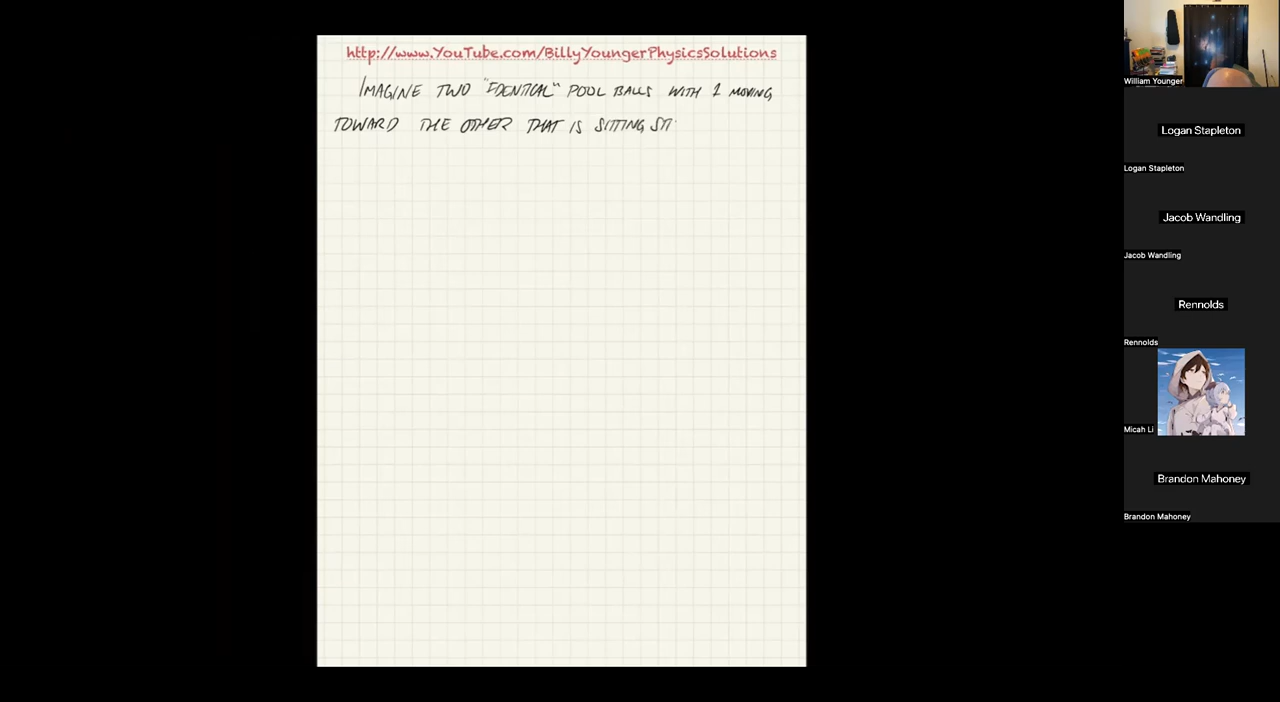 http://www.YouTube.com/BillyYoungerPhysicsSolutions
IMAGINE TWO "IDENTICAL" POOL BALLS WITH 1 MOVING
TOWARD THE OTHER THAT IS SITTING STI
William Younger
Logan Stapleton
Logan Stapleton
Jacob Wandling
Jacob Wandling
Rennolds
Rennolds
Micah Li
Brandon Mahoney
Brandon Mahoney